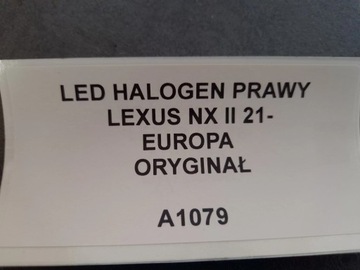 LED HALOGEN PRAWY
LEXUS NX II 21-
EUROPA
ORYGINAŁ
A1079